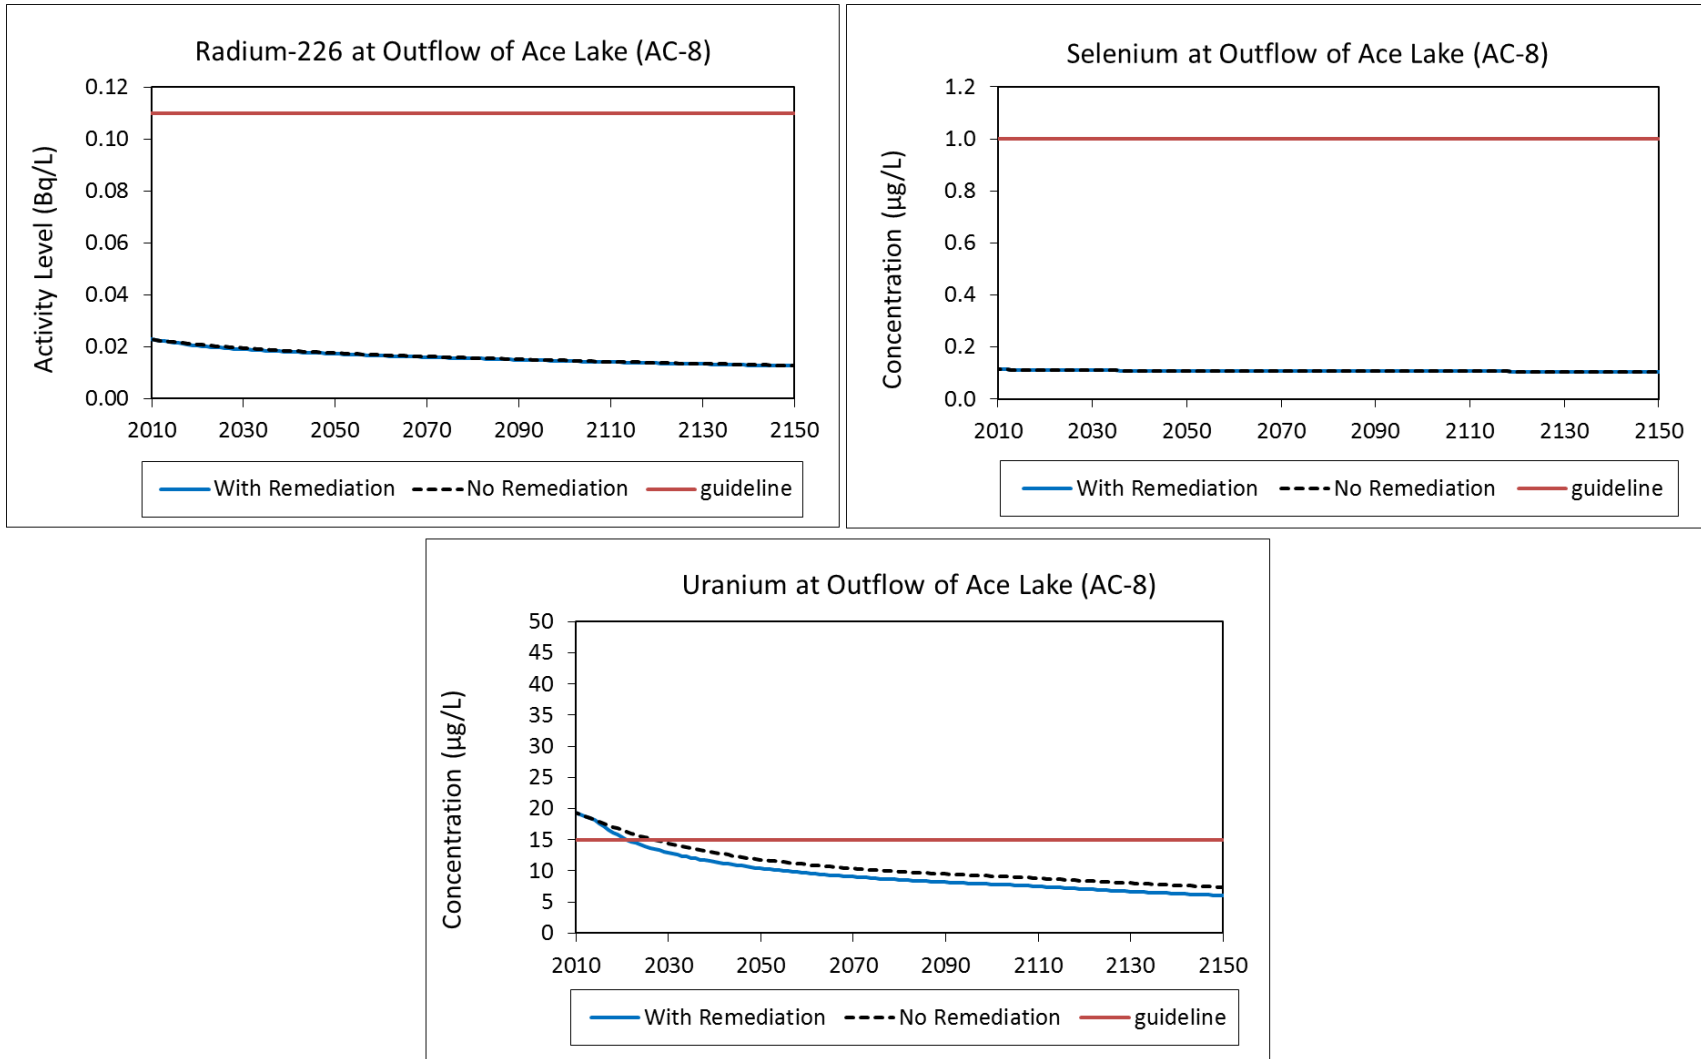 Radium-226 at Outflow of Ace Lake (AC-8)
Activity Level (Bq/L)
0.12
0.10
0.08
0.06
0.04
0.02
0.00
2010 2030 2050 2070 2090 2110 2130 2150
With Remediation No Remediation guideline
Selenium at Outflow of Ace Lake (AC-8)
Concentration (µg/L)
1.2
1.0
0.8
0.6
0.4
0.2
0.0
2010 2030 2050 2070 2090 2110 2130 2150
With Remediation No Remediation guideline
Uranium at Outflow of Ace Lake (AC-8)
Concentration (µg/L)
50
45
40
35
30
25
20
15
10
5
0
2010 2030 2050 2070 2090 2110 2130 2150
With Remediation No Remediation guideline